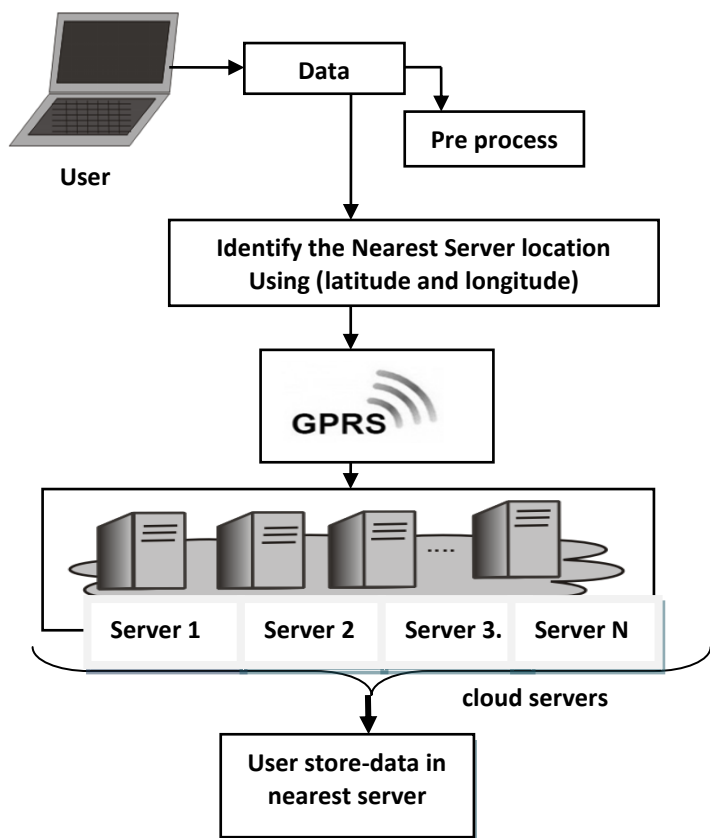 Data
Pre process
User
Identify the Nearest Server location
Using (latitude and longitude)
GPRS
....
Server 1
Server 2
Server 3.
Server N
cloud servers
User store-data in
nearest server